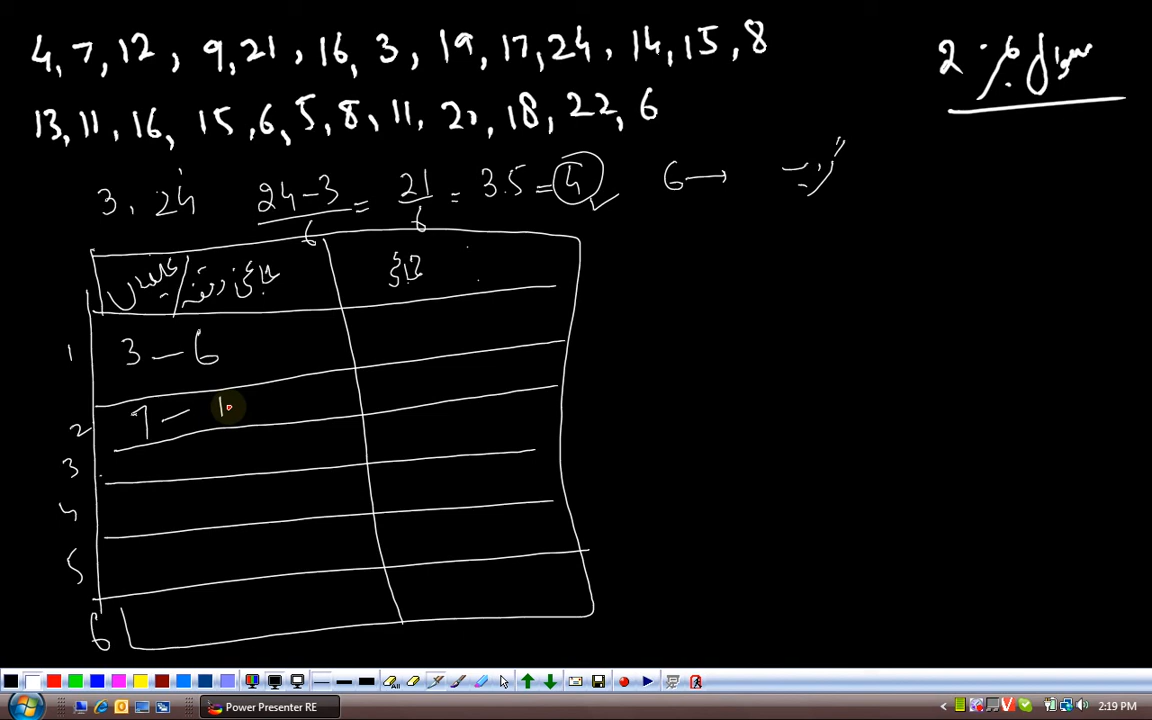 4, 7, 12, 9, 21, 16, 3, 19, 17, 24, 14, 15, 8
سوال نمبر 2
13, 11, 16, 15, 6, 5, 8, 11, 20, 18, 22, 6
3, 24 24-3/6 = 21/6 = 3.5 = 4 6 →
1 3 – 6
2 7 – 1
3
4
5
6
Power Presenter RE
2:19 PM